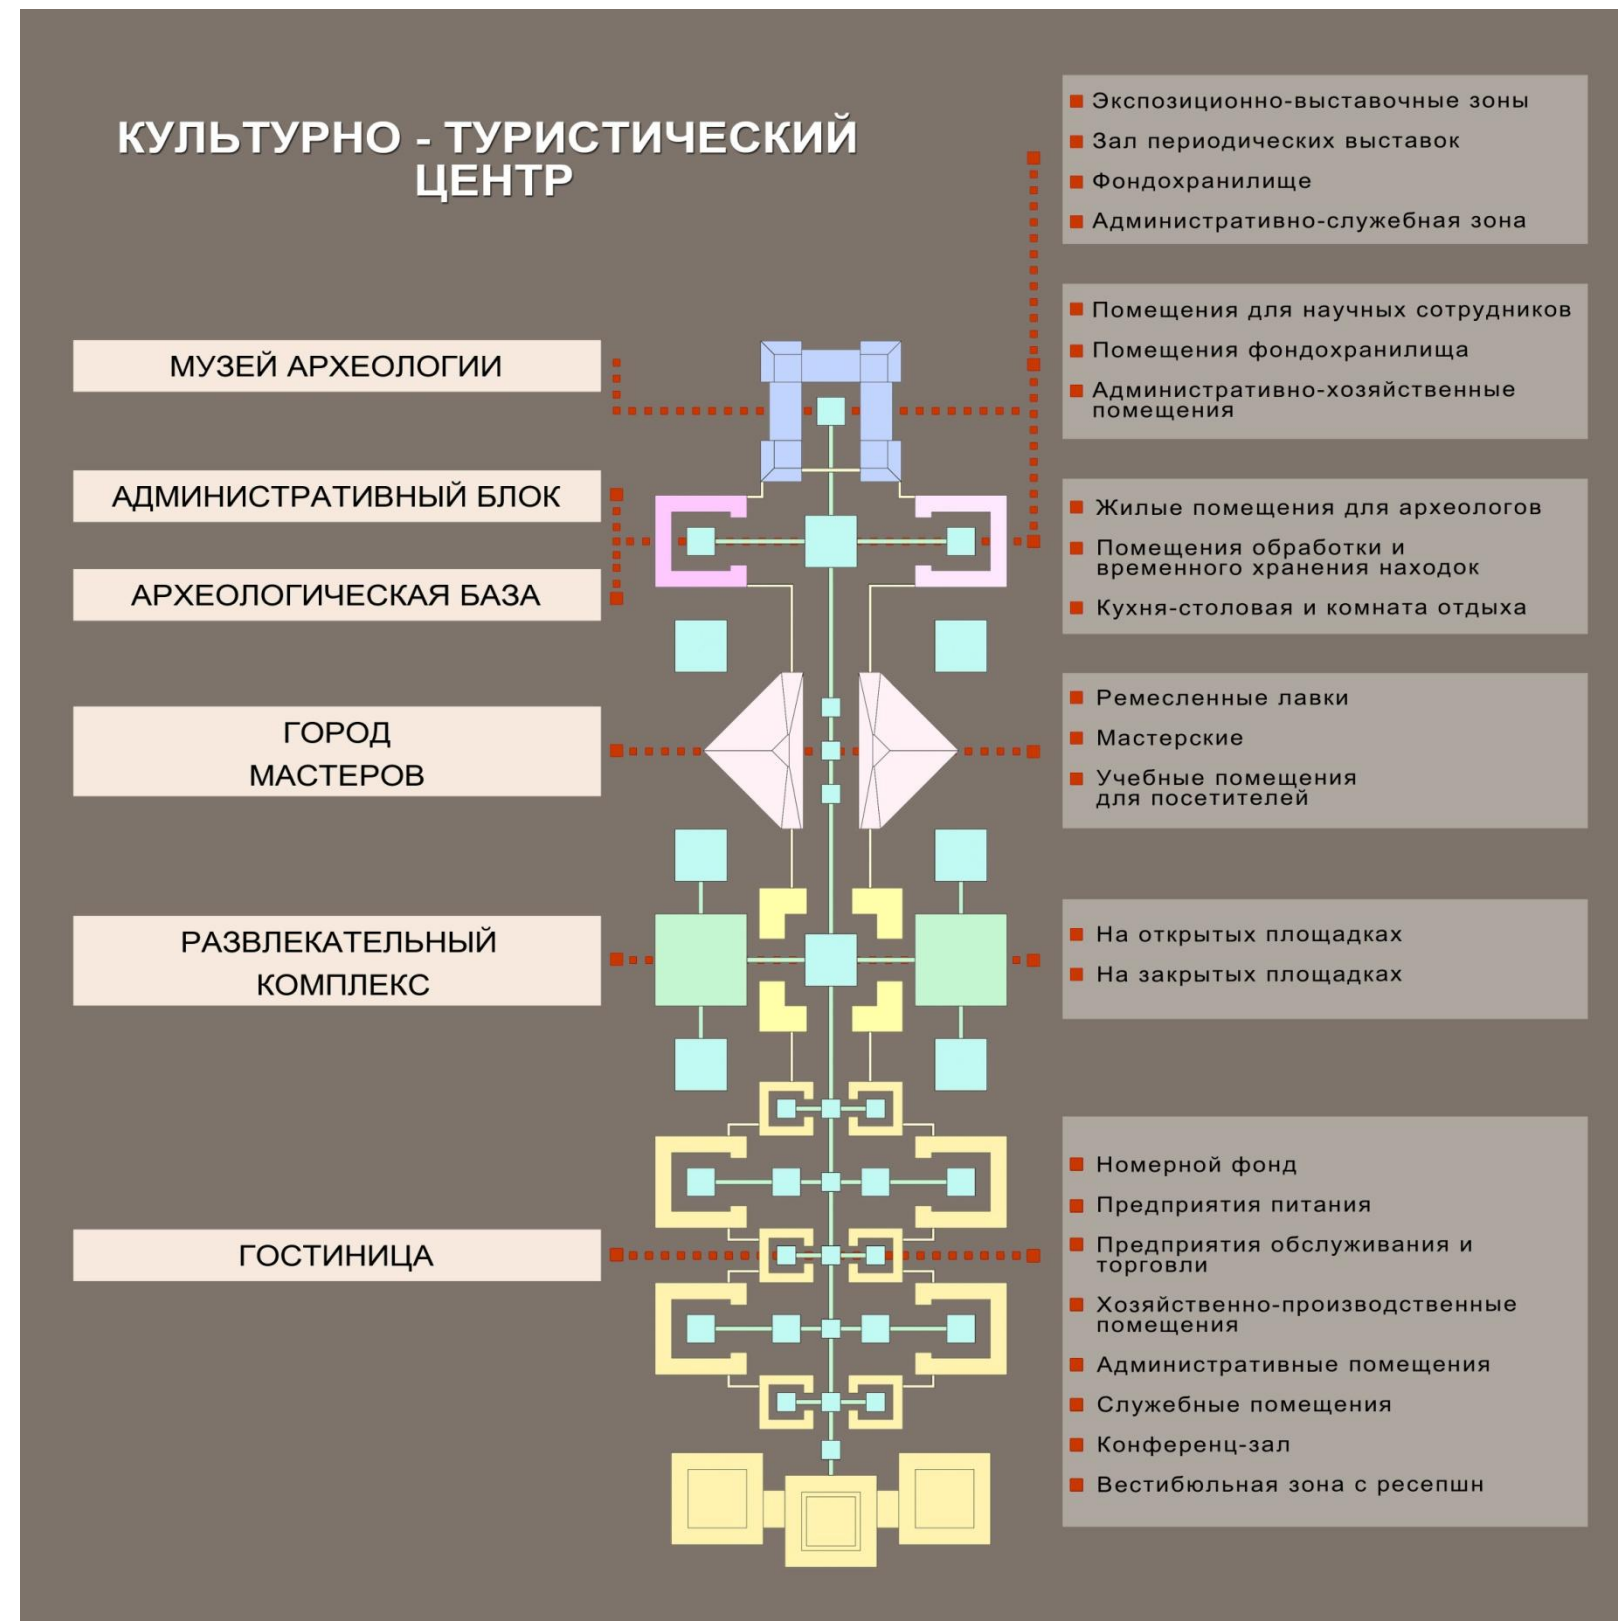 КУЛЬТУРНО - ТУРИСТИЧЕСКИЙ
ЦЕНТР
МУЗЕЙ АРХЕОЛОГИИ
АДМИНИСТРАТИВНЫЙ БЛОК
АРХЕОЛОГИЧЕСКАЯ БАЗА
ГОРОД
МАСТЕРОВ
РАЗВЛЕКАТЕЛЬНЫЙ
КОМПЛЕКС
ГОСТИНИЦА
Экспозиционно-выставочные зоны
Зал периодических выставок
Фондохранилище
Административно-служебная зона
Помещения для научных сотрудников
Помещения фондохранилища
Административно-хозяйственные
помещения
Жилые помещения для археологов
Помещения обработки и
временного хранения находок
Кухня-столовая и комната отдыха
Ремесленные лавки
Мастерские
Учебные помещения
для посетителей
На открытых площадках
На закрытых площадках
Номерной фонд
Предприятия питания
Предприятия обслуживания и
торговли
Хозяйственно-производственные
помещения
Административные помещения
Служебные помещения
Конференц-зал
Вестибюльная зона с ресепшн